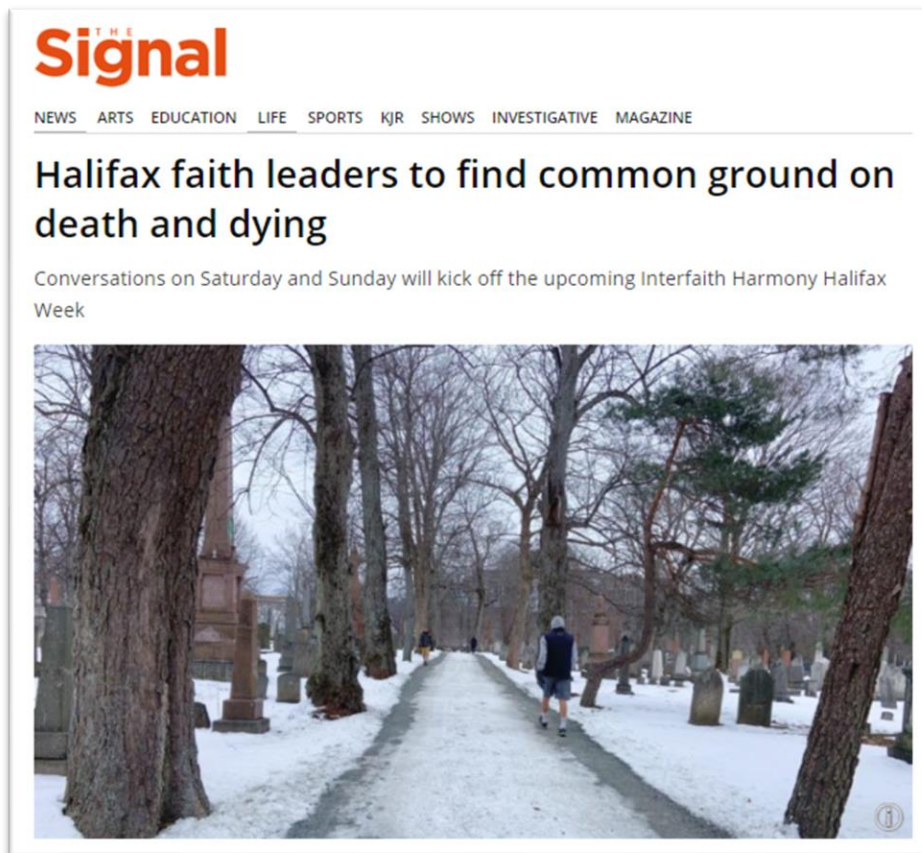 THE
Signal
NEWS ARTS EDUCATION LIFE SPORTS KJR SHOWS INVESTIGATIVE MAGAZINE
Halifax faith leaders to find common ground on
death and dying
Conversations on Saturday and Sunday will kick off the upcoming Interfaith Harmony Halifax
Week